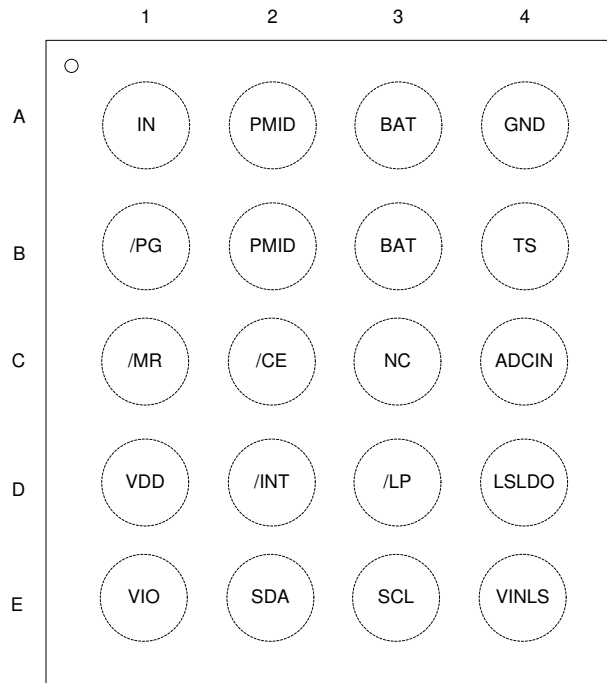 1 2 3 4
A IN PMID BAT GND
B /PG PMID BAT TS
C /MR /CE NC ADCIN
D VDD /INT /LP LSLDO
E VIO SDA SCL VINLS